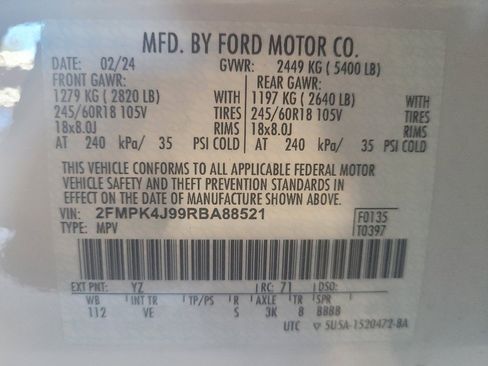 MFD. BY FORD MOTOR CO.
DATE: 02/24 GVWR: 2449 KG ( 5400 LB)
FRONT GAWR: REAR GAWR:
1279 KG ( 2820 LB) WITH 1197 KG ( 2640 LB) WITH
245/60R18 105V TIRES 245/60R18 105V TIRES
18x8.0J RIMS 18x8.0J RIMS
AT 240 kPa/ 35 PSI COLD AT 240 kPa/ 35 PSI COLD
THIS VEHICLE CONFORMS TO ALL APPLICABLE FEDERAL MOTOR
VEHICLE SAFETY AND THEFT PREVENTION STANDARDS IN
EFFECT ON THE DATE OF MANUFACTURE SHOWN ABOVE.
VIN: 2FMPK4J99RBA88521 F0135
TYPE: MPV T0397
EXT PNT: YZ RC: 71 DSO:
WB INT TR TP/PS R AXLE TR SPR
112 VE S 3K 8 BBBB
UTC ▽ 5U5A-1520472-BA